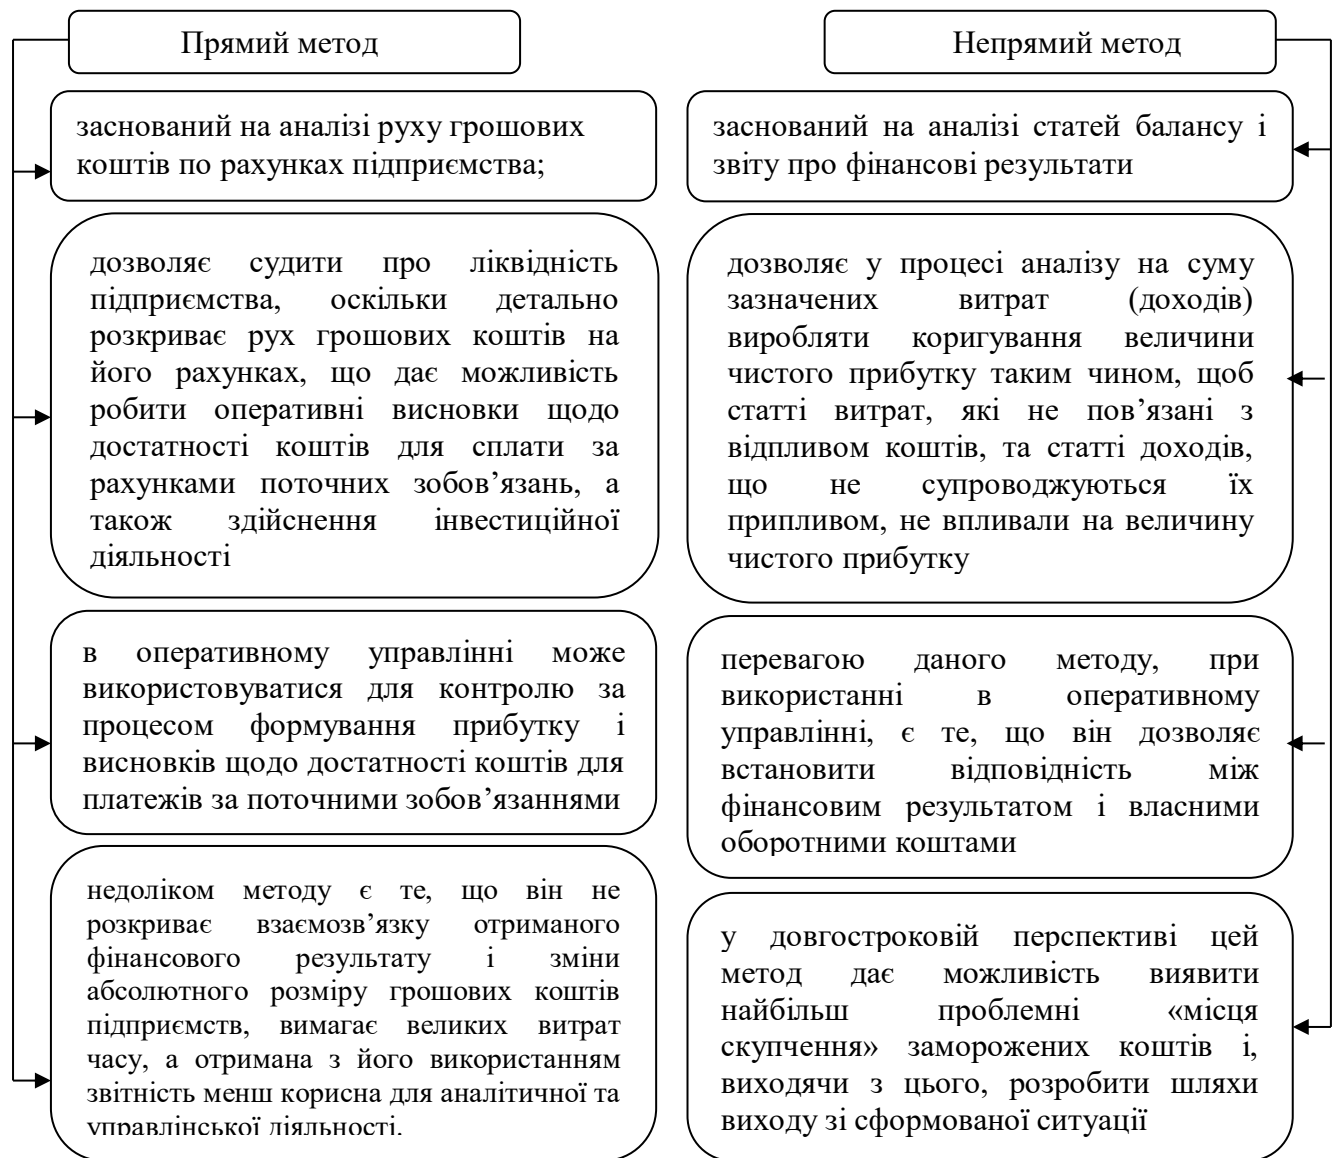 Прямий метод
заснований на аналізі руху грошових
коштів по рахунках підприємства;
дозволяє судити про ліквідність
підприємства, оскільки детально
розкриває рух грошових коштів на
його рахунках, що дає можливість
робити оперативні висновки щодо
достатності коштів для сплати за
рахунками поточних зобов’язань, а
також здійснення інвестиційної
діяльності
в оперативному управлінні може
використовуватися для контролю за
процесом формування прибутку і
висновків щодо достатності коштів для
платежів за поточними зобов’язаннями
недоліком методу є те, що він не
розкриває взаємозв’язку отриманого
фінансового результату і зміни
абсолютного розміру грошових коштів
підприємств, вимагає великих витрат
часу, а отримана з його використанням
звітність менш корисна для аналітичної та
управлінської діяльності.
Непрямий метод
заснований на аналізі статей балансу і
звіту про фінансові результати
дозволяє у процесі аналізу на суму
зазначених витрат (доходів)
виробляти коригування величини
чистого прибутку таким чином, щоб
статті витрат, які не пов’язані з
відпливом коштів, та статті доходів,
що не супроводжуються їх
припливом, не впливали на величину
чистого прибутку
перевагою даного методу, при
використанні в оперативному
управлінні, є те, що він дозволяє
встановити відповідність між
фінансовим результатом і власними
оборотними коштами
у довгостроковій перспективі цей
метод дає можливість виявити
найбільш проблемні «місця
скупчення» заморожених коштів і,
виходячи з цього, розробити шляхи
виходу зі сформованої ситуації